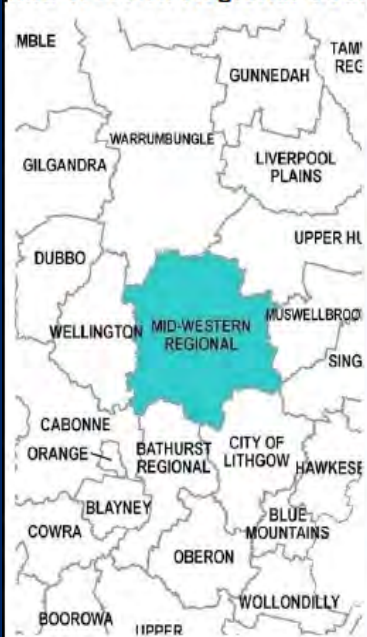 MBLE
TAM
REG
GUNNEDAH
WARRUMBUNGLE
GILGANDRA
LIVERPOOL
PLAINS
UPPER HU
DUBBO
MUSWELLBROO
WELLINGTON
MID-WESTERN
REGIONAL
SING
CABONNE
ORANGE
BATHURST
REGIONAL
CITY OF
LITHGOW
HAWKESB
BLAYNEY
BLUE
MOUNTAINS
COWRA
OBERON
WOLLONDILLY
BOOROWA
UPPER